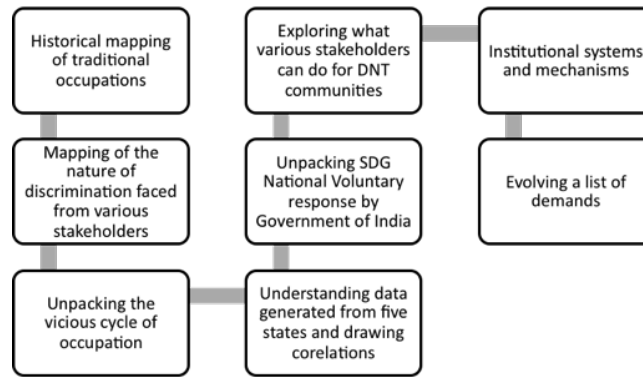 Historical mapping
of traditional
occupations
Mapping of the
nature of
discrimination faced
from various
stakeholders
Unpacking the
vicious cycle of
occupation
Understanding data
generated from five
states and drawing
corelations
Unpacking SDG
National Voluntary
response by
Government of India
Exploring what
various stakeholders
can do for DNT
communities
Institutional systems
and mechanisms
Evolving a list of
demands